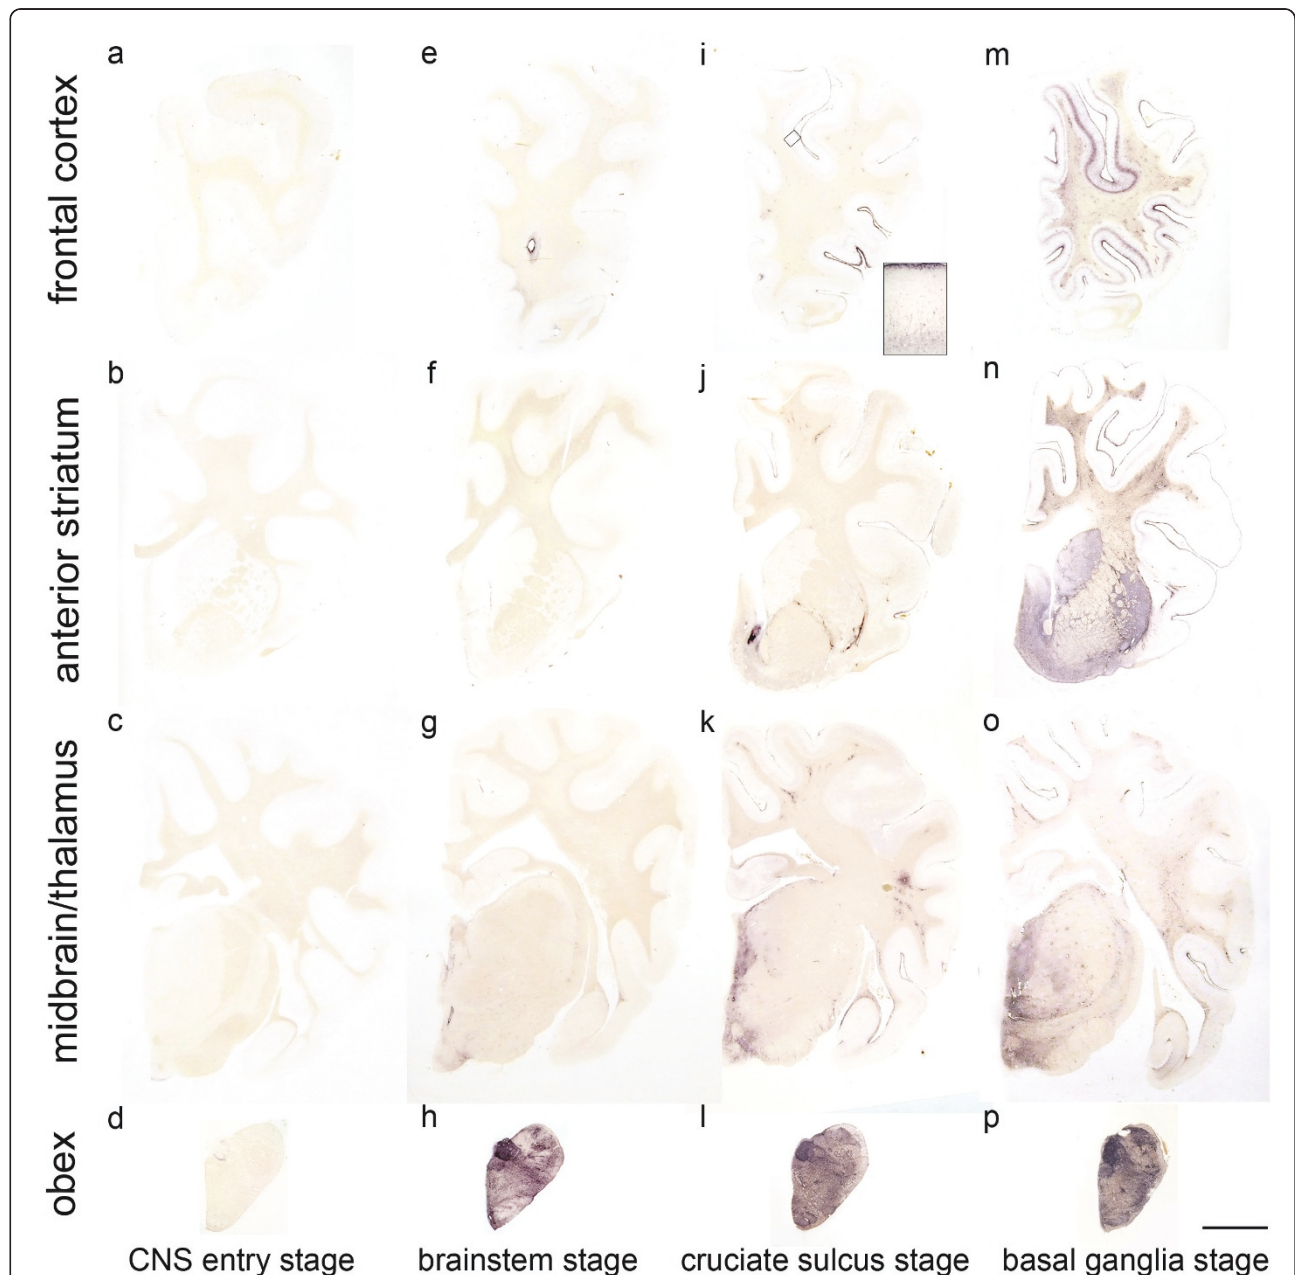 a e i m
frontal cortex
b f j n
anterior striatum
c g k o
midbrain/thalamus
d h l p
obex
CNS entry stage brainstem stage cruciate sulcus stage basal ganglia stage